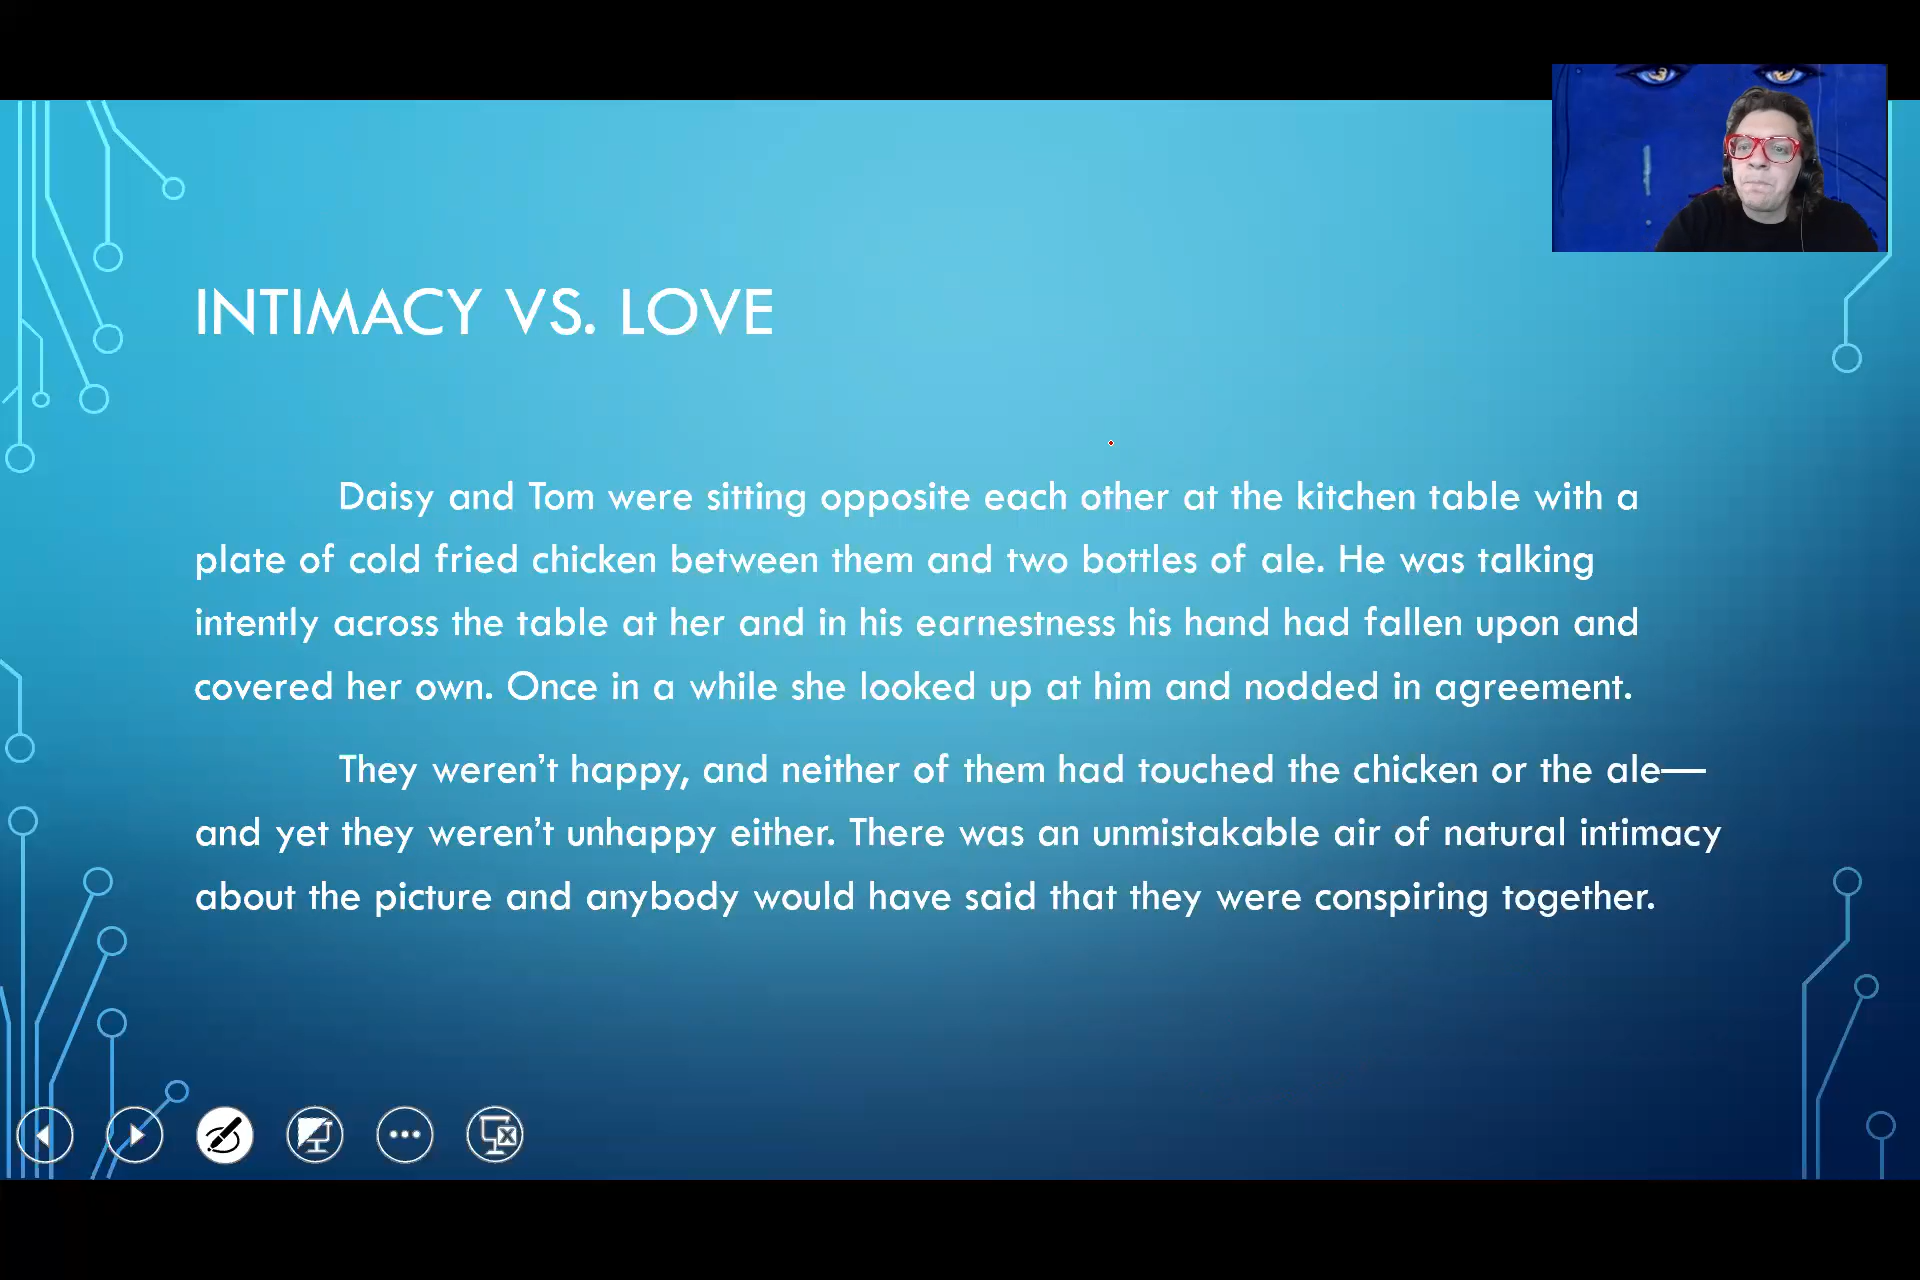 INTIMACY VS. LOVE
Daisy and Tom were sitting opposite each other at the kitchen table with a
plate of cold fried chicken between them and two bottles of ale. He was talking
intently across the table at her and in his earnestness his hand had fallen upon and
covered her own. Once in a while she looked up at him and nodded in agreement.
They weren’t happy, and neither of them had touched the chicken or the ale—
and yet they weren’t unhappy either. There was an unmistakable air of natural intimacy
about the picture and anybody would have said that they were conspiring together.